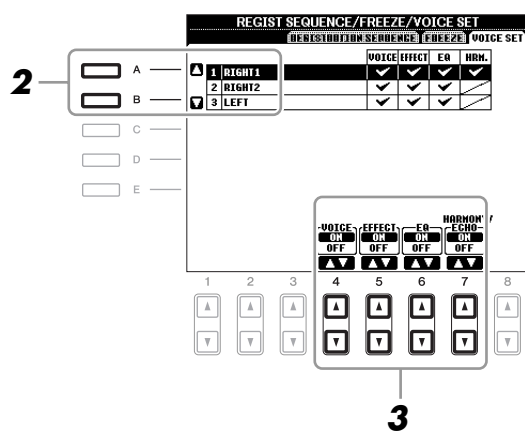 REGIST SEQUENCE/FREEZE/VOICE SET
REGISTRATION SEQUENCE FREEZE VOICE SET
VOICE EFFECT EQ HRM.
2
A
1 RIGHT1
B
2 RIGHT2
3 LEFT
C
D
E
HARMONY/
VOICE EFFECT EQ ECHO
ON ON ON ON
OFF OFF OFF OFF
1 2 3 4 5 6 7 8
3